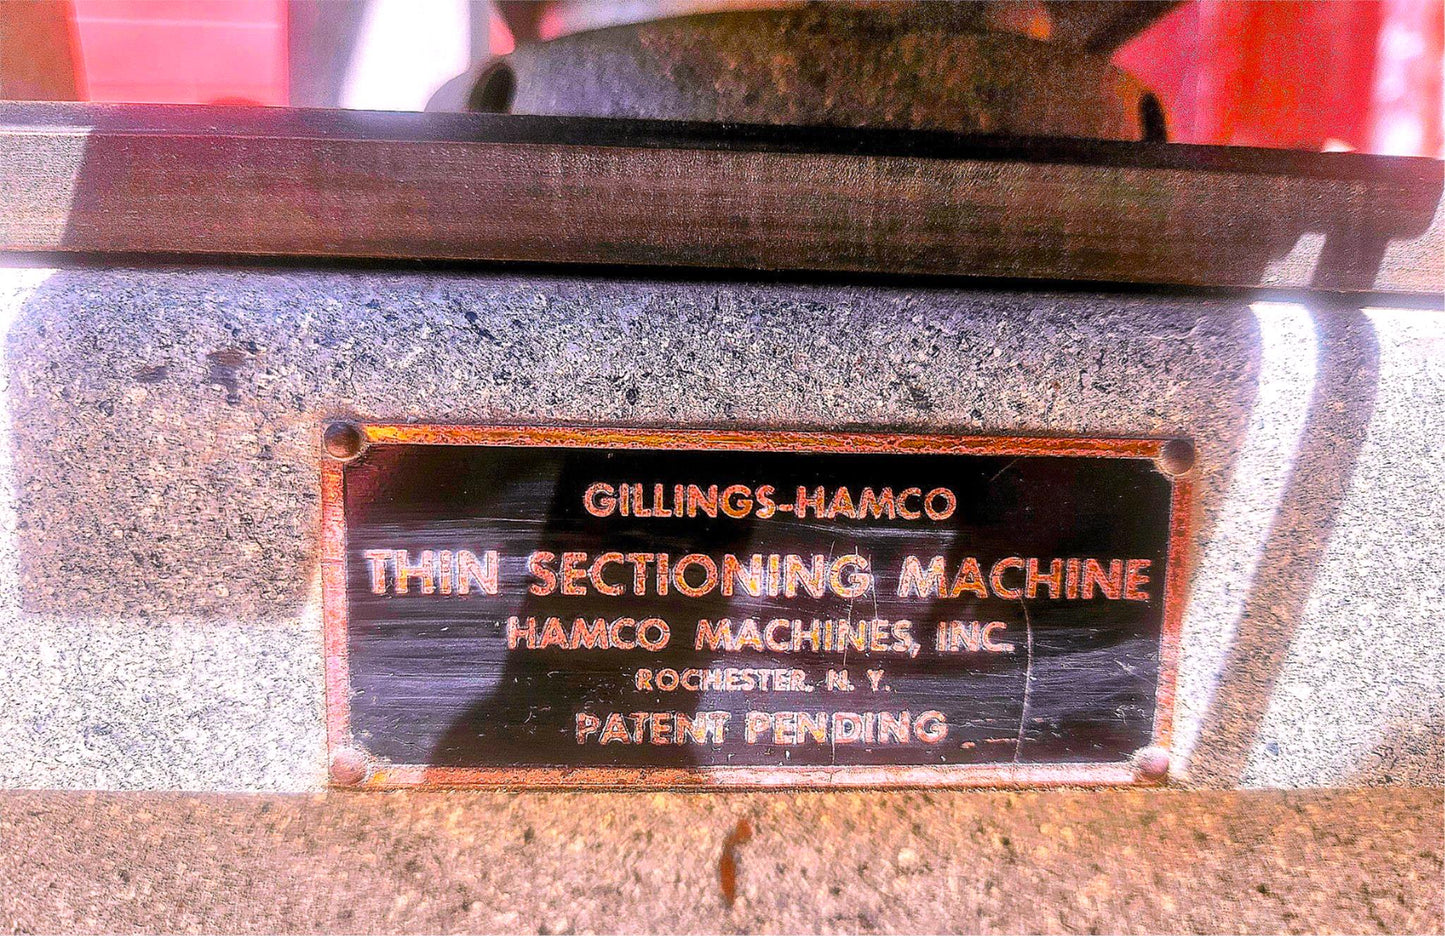 GILLINGS-HAMCO
THIN SECTIONING MACHINE
HAMCO MACHINES, INC.
ROCHESTER, N. Y.
PATENT PENDING